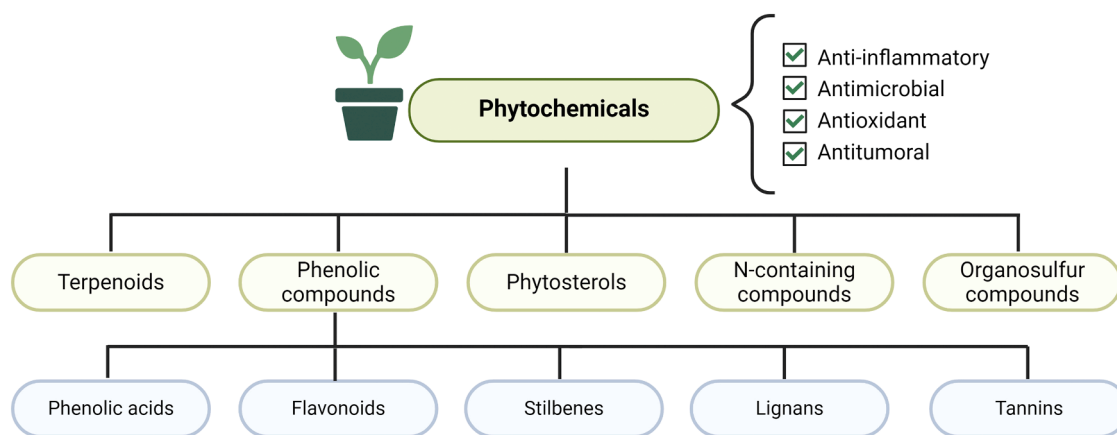 Phytochemicals
Anti-inflammatory
Antimicrobial
Antioxidant
Antitumoral
Terpenoids
Phenolic
compounds
Phytosterols
N-containing
compounds
Organosulfur
compounds
Phenolic acids
Flavonoids
Stilbenes
Lignans
Tannins